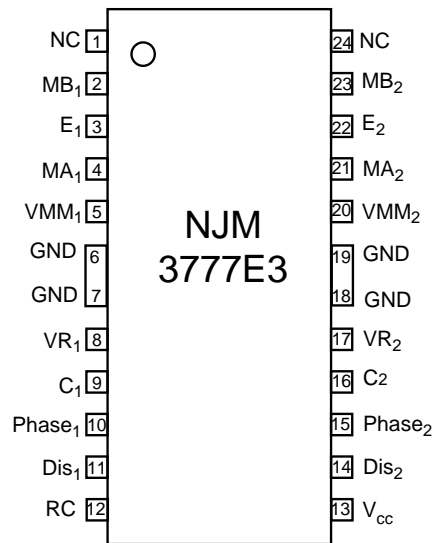 NC 1 24 NC
MB₁ 2 23 MB₂
E₁ 3 22 E₂
MA₁ 4 21 MA₂
VMM₁ 5 20 VMM₂
NJM
3777E3
GND 6 19 GND
GND 7 18 GND
VR₁ 8 17 VR₂
C₁ 9 16 C2
Phase₁ 10 15 Phase₂
Dis₁ 11 14 Dis₂
RC 12 13 Vcc